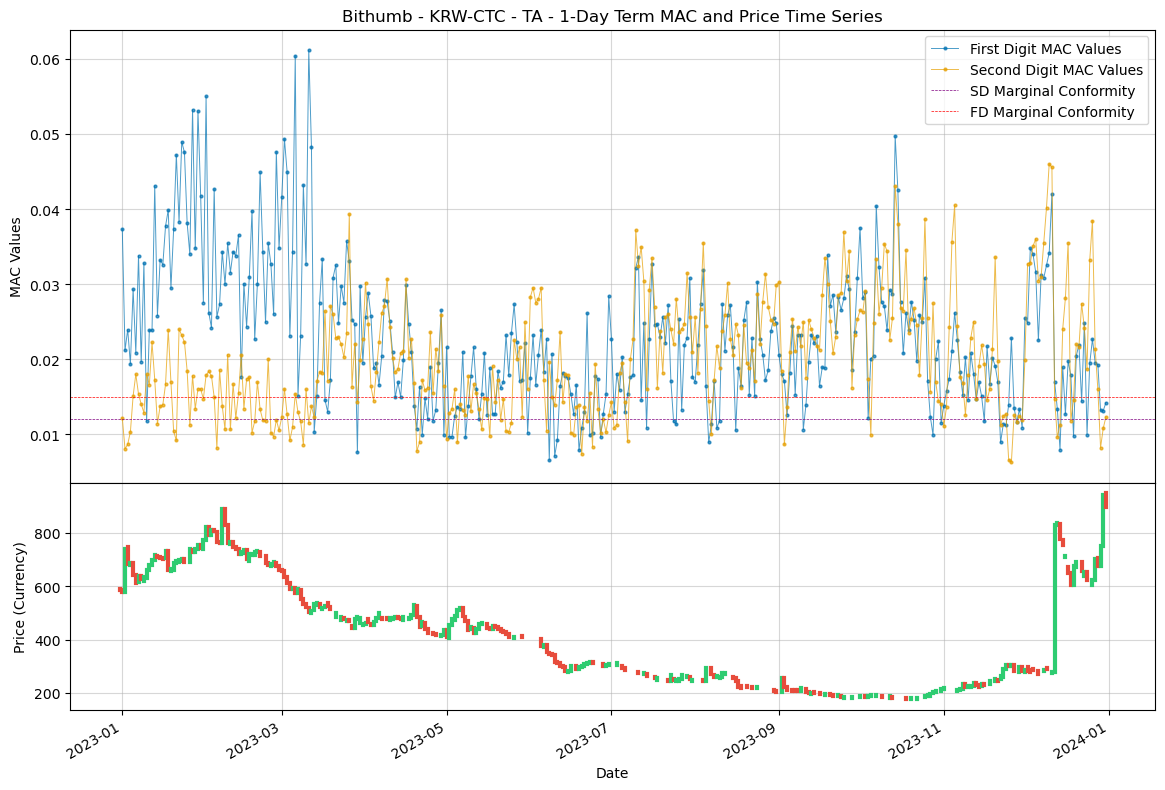 Bithumb - KRW-CTC - TA - 1-Day Term MAC and Price Time Series
First Digit MAC Values
Second Digit MAC Values
SD Marginal Conformity
FD Marginal Conformity
MAC Values
0.06
0.05
0.04
0.03
0.02
0.01
Price (Currency)
800
600
400
200
2023-01
2023-03
2023-05
2023-07
2023-09
2023-11
2024-01
Date